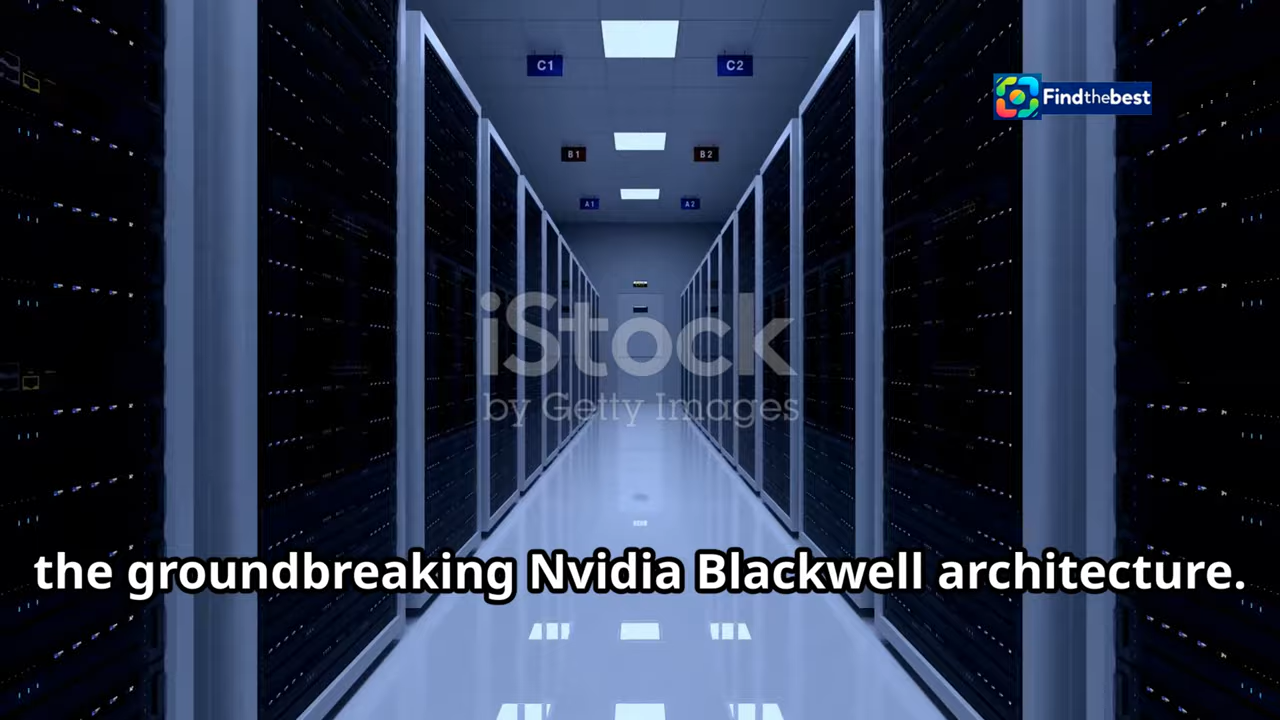 C1
C2
Findthebest
B1
B2
A1
A2
iStock
by Getty Images
the groundbreaking Nvidia Blackwell architecture.